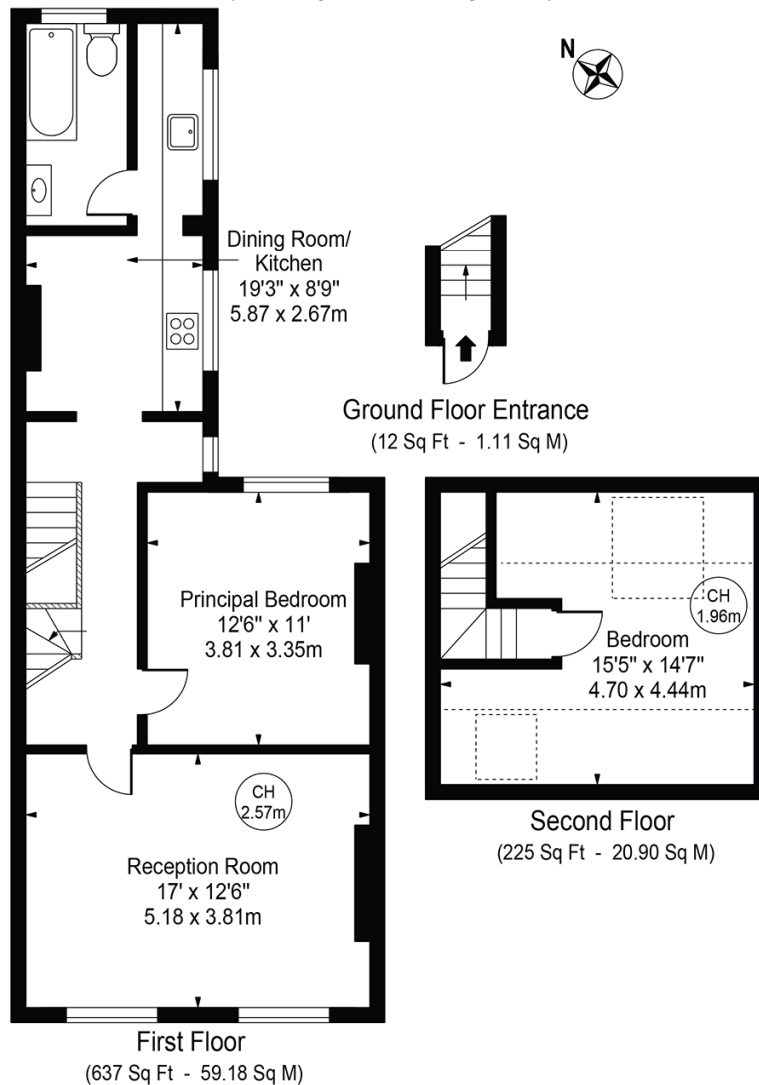 N
Dining Room/
Kitchen
19'3" x 8'9"
5.87 x 2.67m
Ground Floor Entrance
(12 Sq Ft - 1.11 Sq M)
Principal Bedroom
12'6" x 11'
3.81 x 3.35m
CH
1.96m
Bedroom
15'5" x 14'7"
4.70 x 4.44m
CH
2.57m
Reception Room
17' x 12'6"
5.18 x 3.81m
Second Floor
(225 Sq Ft - 20.90 Sq M)
First Floor
(637 Sq Ft - 59.18 Sq M)